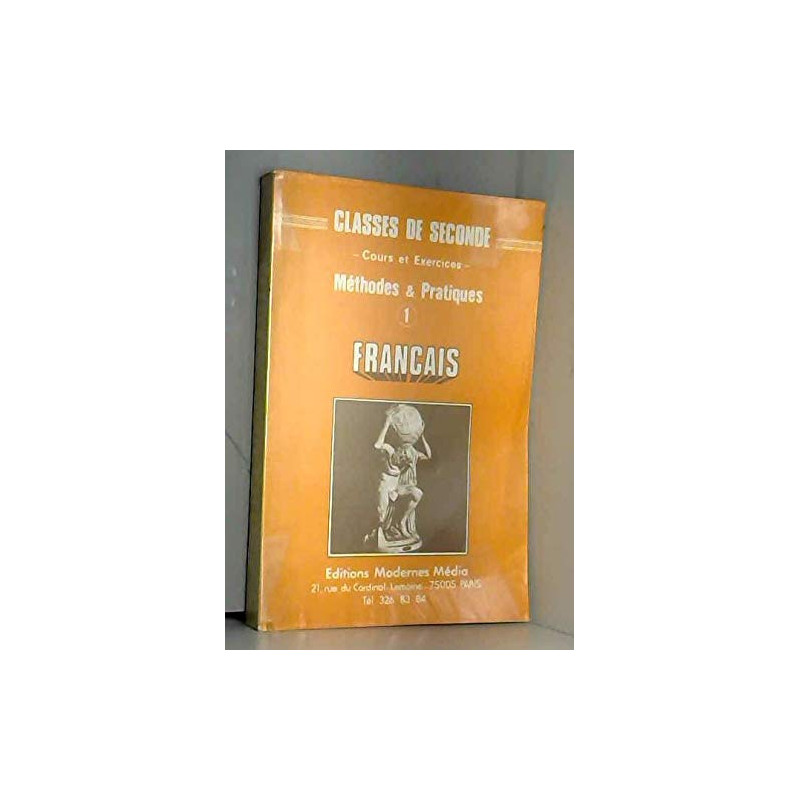 CLASSES DE SECONDE
- Cours et Exercices -
Méthodes & Pratiques
1
FRANCAIS
Editions Modernes Média
21, rue du Cardinal-Lemoine - 75005 PARIS
Tél 326 83 84